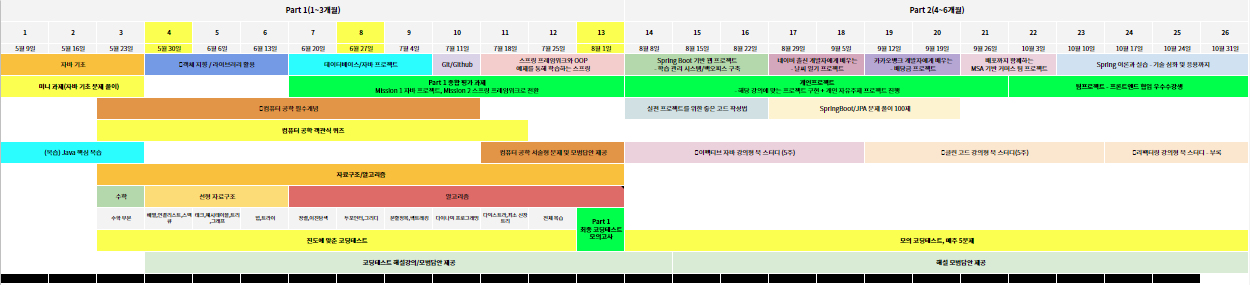 Part 1(1~3개월) Part 2(4~6개월)
1 2 3 4 5 6 7 8 9 10 11 12 13 14 15 16 17 18 19 20 21 22 23 24 25 26
5월 9일 5월 16일 5월 23일 5월 30일 6월 6일 6월 13일 6월 20일 6월 27일 7월 4일 7월 11일 7월 18일 7월 25일 8월 1일 8월 8일 8월 15일 8월 22일 8월 29일 9월 5일 9월 12일 9월 19일 9월 26일 10월 3일 10월 10일 10월 17일 10월 24일 10월 31일
자바 기초
객체 지향 / 라이브러리 활용
데이터베이스/자바 프로젝트
Git/Github
스프링 프레임워크와 OOP
예제를 통해 학습하는 스프링
Spring Boot 기반 웹 프로젝트
- 학습 관리 시스템/백오피스 구축
네이버 출신 개발자에게 배우는
- 날씨 일기 프로젝트
카카오뱅크 개발자에게 배우는
- 배당금 프로젝트
배포까지 함께하는
MSA 기반 커머스 웹 프로젝트
Spring 이론과 실습 - 기술 심화 및 응용까지
미니 과제(자바 기초 문제 풀이)
Part 1 종합 평가 과제
Mission 1 자바 프로젝트, Mission 2 스프링 프레임워크로 전환
개인프로젝트
- 해당 강의에 맞는 프로젝트 구현 + 개인 자유주제 프로젝트 진행
팀프로젝트 - 프론트엔드 협업 우수수강생
컴퓨터 공학 필수개념
실전 프로젝트를 위한 좋은 코드 작성법
SpringBoot/JPA 문제 풀이 100제
컴퓨터 공학 객관식 퀴즈
(복습) Java 핵심 복습
컴퓨터 공학 서술형 문제 및 모범답안 제공
이펙티브 자바 강의형 북 스터디 (5주)
클린 코드 강의형 북 스터디(5주)
리팩터링 강의형 북 스터디 - 부록
자료구조/알고리즘
수학
선형 자료구조
알고리즘
수학 부분
배열,연결리스트,스택,큐
데크,해시테이블,트리,그래프
힙,트라이
정렬,이진탐색
투포인터,그리디
분할정복,백트래킹
다이나믹 프로그래밍
다익스트라,최소 신장 트리
전체 복습
Part 1
최종 코딩테스트
모의고사
진도에 맞춘 코딩테스트
모의 코딩테스트, 매주 5문제
코딩테스트 해설강의/모범답안 제공
해설 모범답안 제공